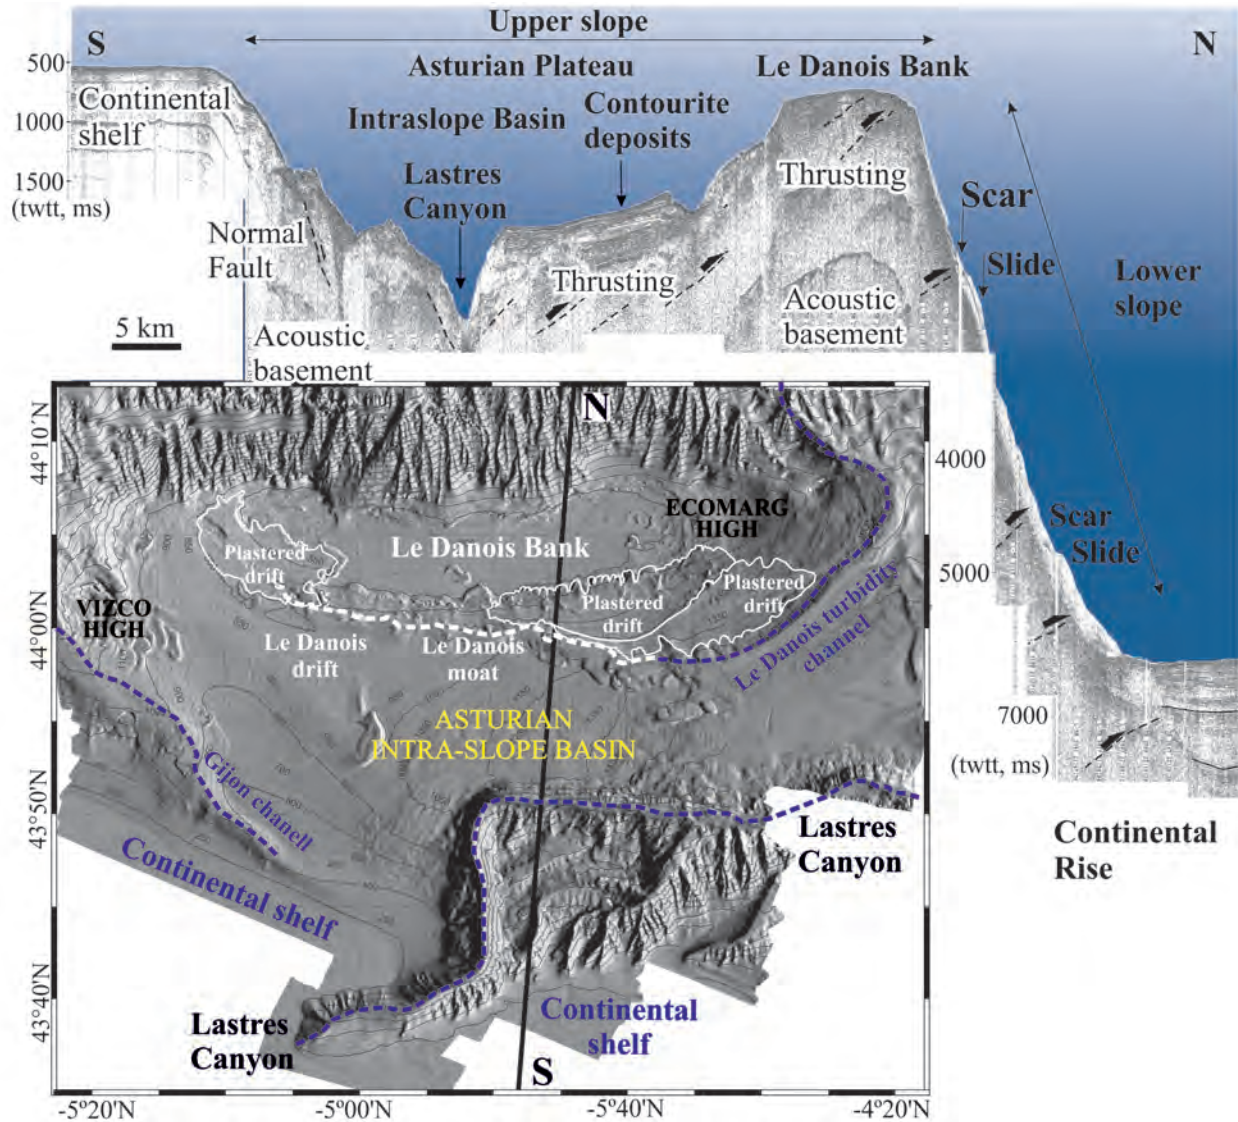 Upper slope
S
N
Asturian Plateau
Le Danois Bank
500
1000
1500
(twtt, ms)
Continental
shelf
Intraslope Basin
Contourite
deposits
Lastres
Canyon
Thrusting
Scar
Normal
Fault
Slide
Thrusting
Lower
slope
Acoustic
basement
5 km
Acoustic
basement
44°10'N
44°00'N
43°50'N
43°40'N
N
ECOMARG
HIGH
Le Danois Bank
Plastered
drift
Plastered
drift
Plastered
drift
VIZCO
HIGH
Le Danois
drift
Le Danois
moat
Le Danois turbidity
channel
ASTURIAN
INTRA-SLOPE BASIN
Gijon chanell
Continental shelf
Lastres
Canyon
Lastres
Canyon
Continental
shelf
S
-5°20'N
-5°00'N
-5°40'N
-4°20'N
4000
5000
7000
(twtt, ms)
Scar
Slide
Continental
Rise